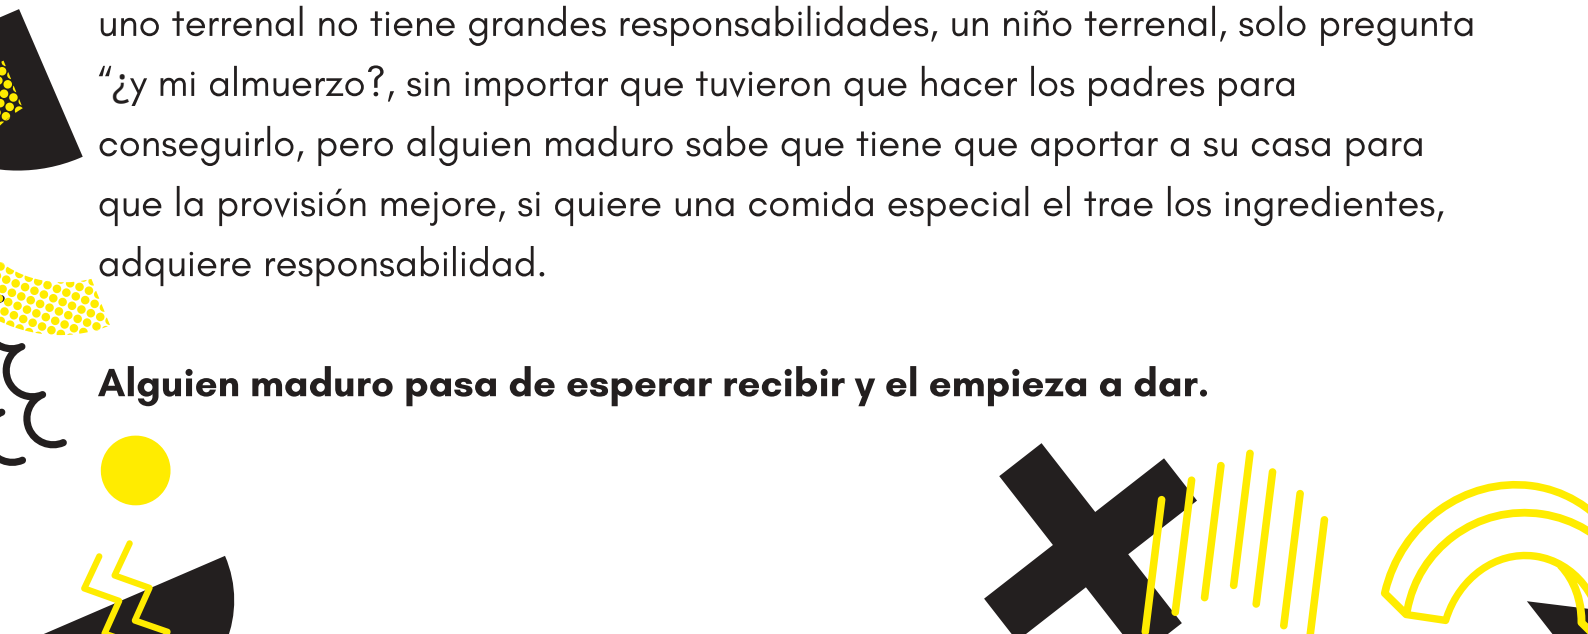 uno terrenal no tiene grandes responsabilidades, un niño terrenal, solo pregunta
“¿y mi almuerzo?, sin importar que tuvieron que hacer los padres para
conseguirlo, pero alguien maduro sabe que tiene que aportar a su casa para
que la provisión mejore, si quiere una comida especial el trae los ingredientes,
adquiere responsabilidad.
Alguien maduro pasa de esperar recibir y el empieza a dar.